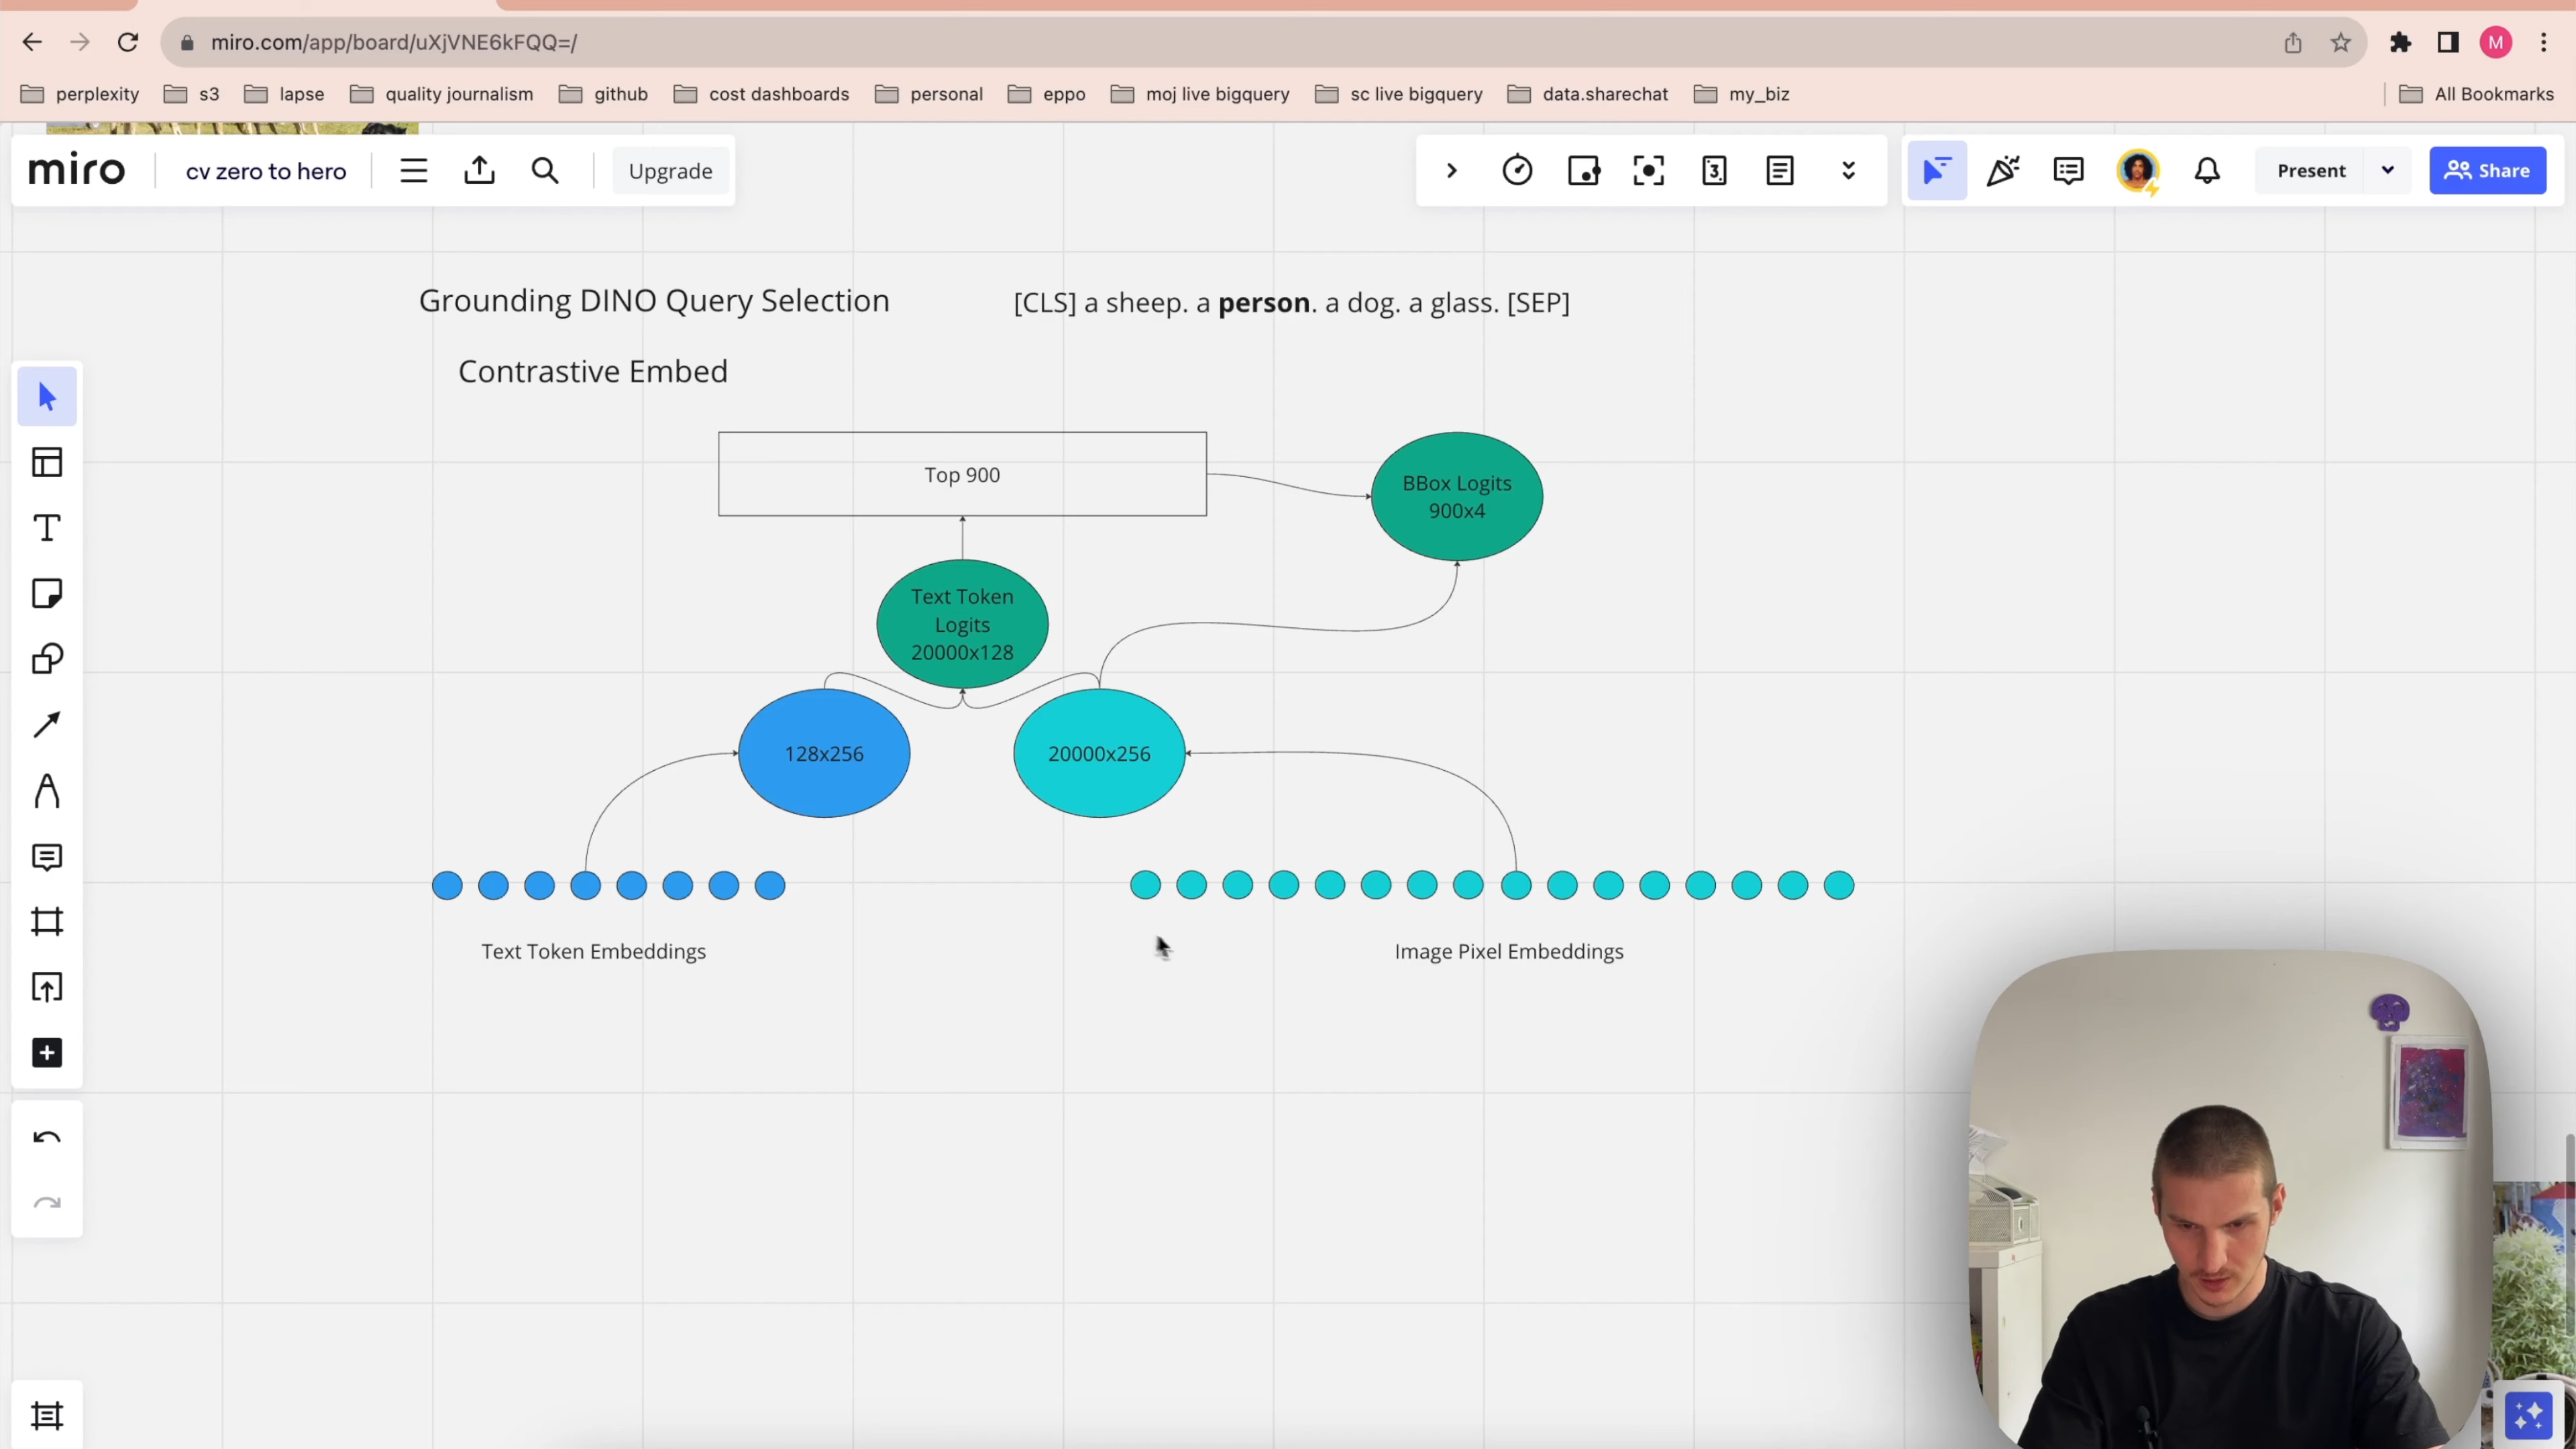 miro.com/app/board/uXjVNE6kFQQ=/
M
perplexity
s3
lapse
quality journalism
github
cost dashboards
personal
eppo
moj live bigquery
sc live bigquery
data.sharechat
my_biz
All Bookmarks
miro
cv zero to hero
Upgrade
3
Present
Share
Grounding DINO Query Selection
[CLS] a sheep. a person. a dog. a glass. [SEP]
Contrastive Embed
Top 900
BBox Logits
900x4
Text Token
Logits
20000x128
128x256
20000x256
Text Token Embeddings
Image Pixel Embeddings